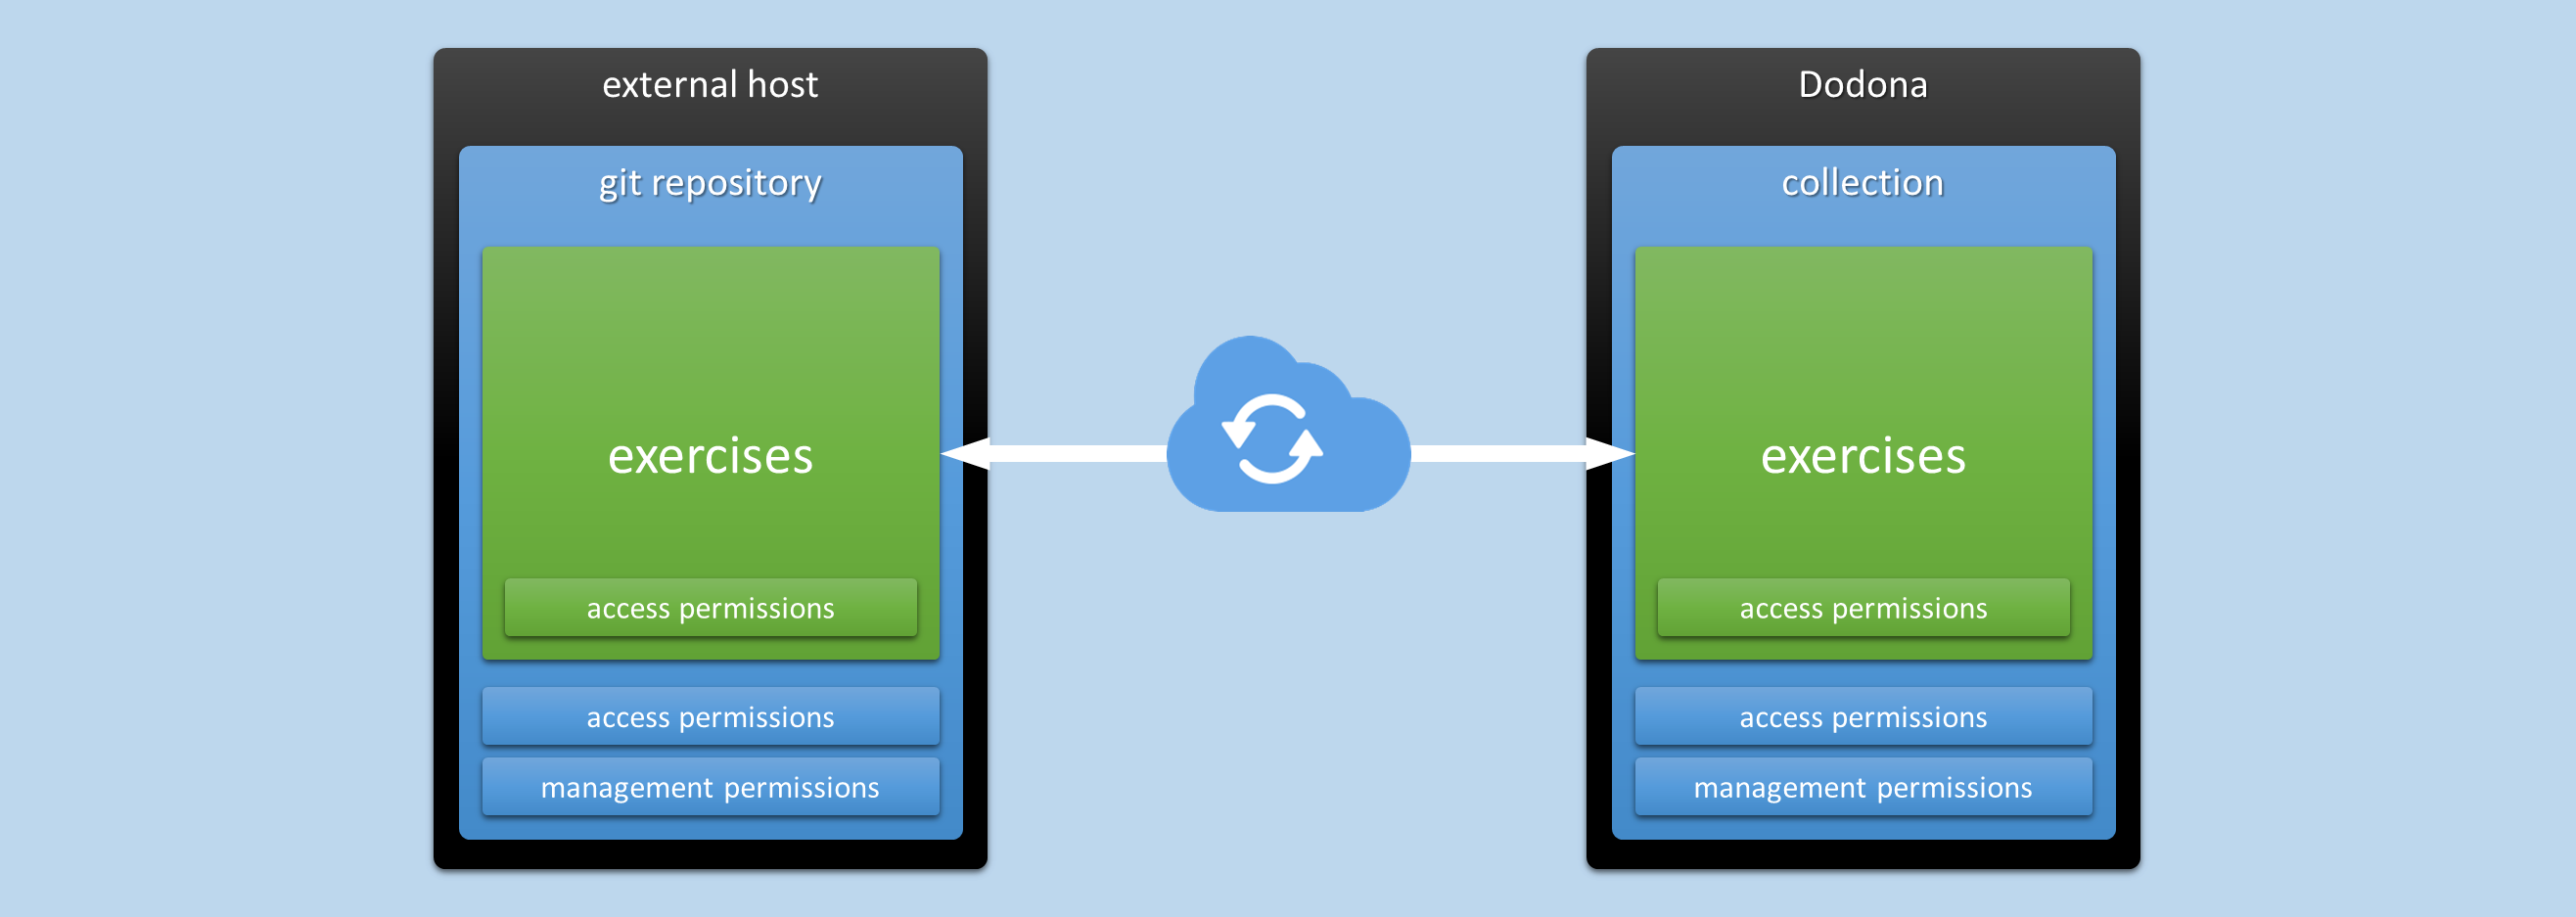 external host
git repository
exercises
access permissions
access permissions
management permissions
Dodona
collection
exercises
access permissions
access permissions
management permissions